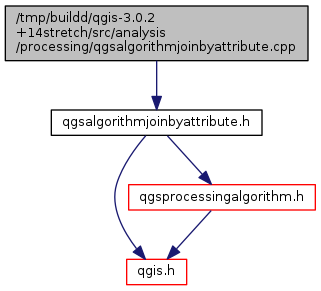 /tmp/buildd/qgis-3.0.2
+14stretch/src/analysis
/processing/qgsalgorithmjoinbyattribute.cpp
qgsalgorithmjoinbyattribute.h
qgsprocessingalgorithm.h
qgis.h